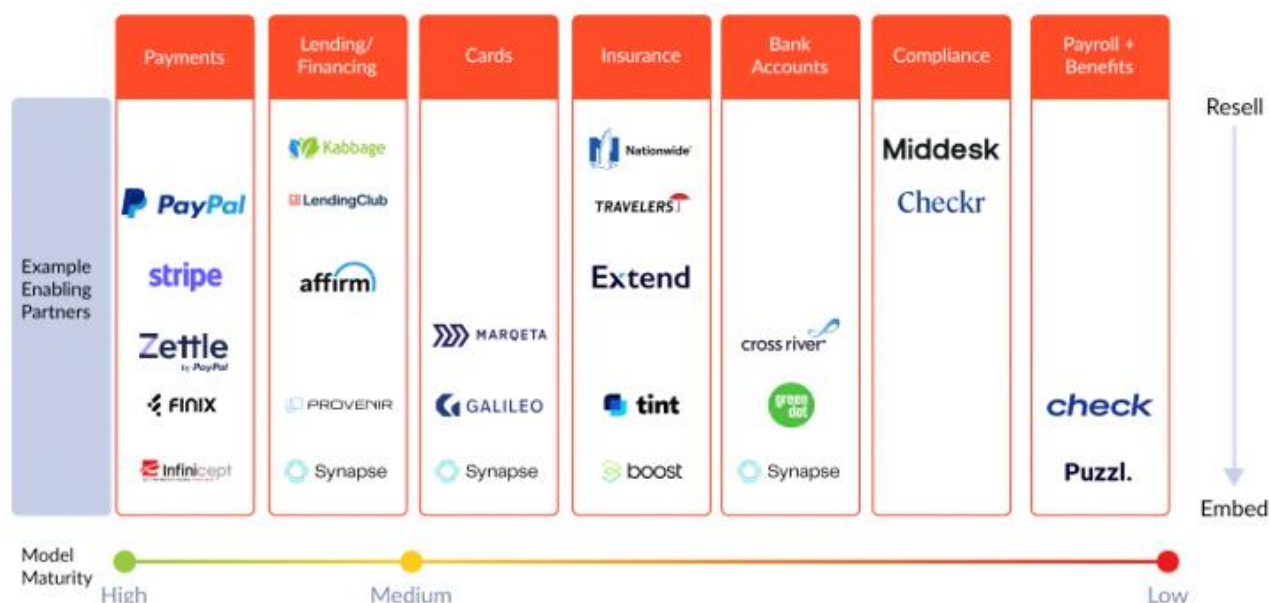 Payments
Lending/
Financing
Cards
Insurance
Bank
Accounts
Compliance
Payroll +
Benefits
Resell
Example
Enabling
Partners
PayPal
stripe
Zettle
by PayPal
FINIX
Infinicept
Kabbage
LendingClub
affirm
PROVENIR
Synapse
MARQETA
GALILEO
Synapse
Nationwide
TRAVELERS
Extend
tint
boost
cross river
green
dot
Synapse
Middesk
Checkr
check
Puzzl.
Embed
Model
Maturity
High
Medium
Low